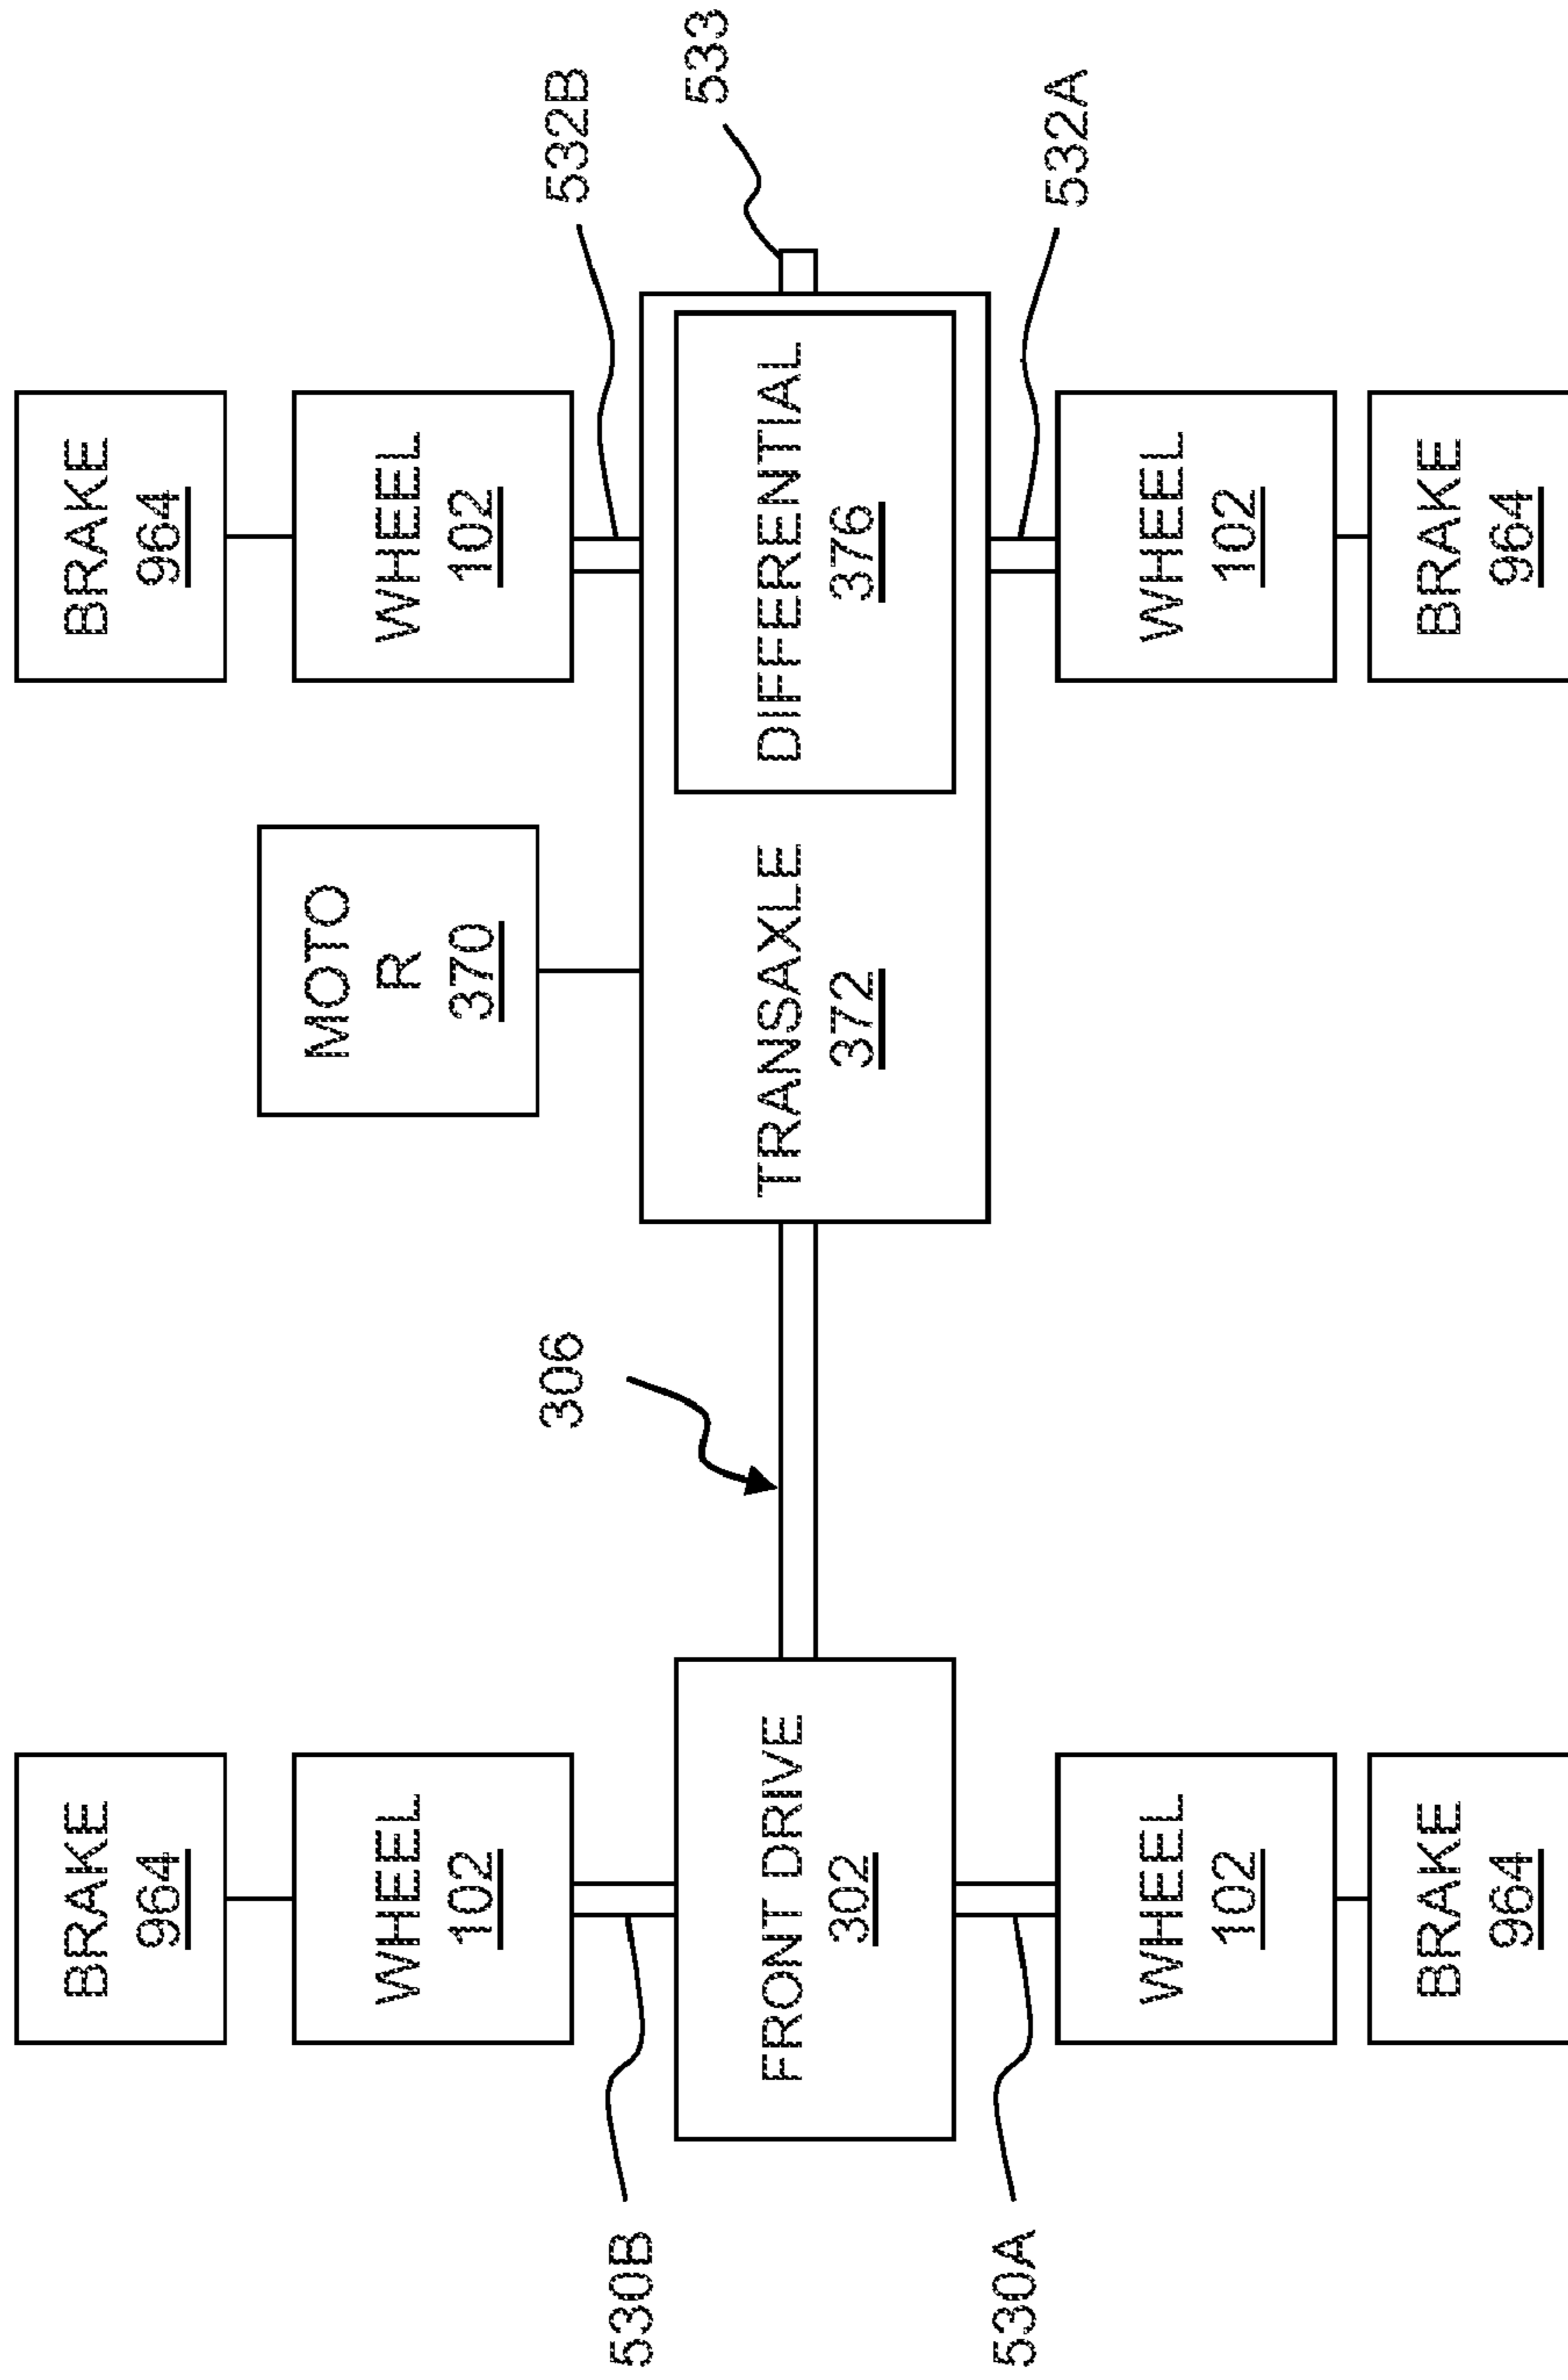 BRAKE
964
BRAKE
964
WHEEL
102
MOTO
R
370
WHEEL
102
530B
306
532B
533
FRONT DRIVE
302
TRANSAXLE
372
DIFFERENTIAL
376
530A
532A
WHEEL
102
WHEEL
102
BRAKE
964
BRAKE
964